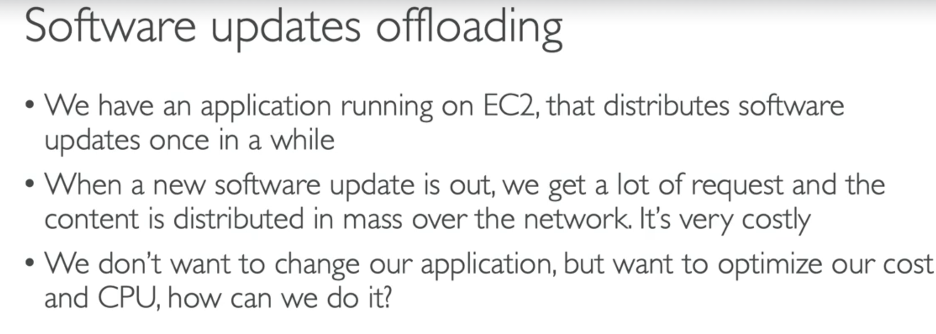 Software updates offloading
• We have an application running on EC2, that distributes software
updates once in a while
• When a new software update is out, we get a lot of request and the
content is distributed in mass over the network. It's very costly
• We don't want to change our application, but want to optimize our cost
and CPU, how can we do it?